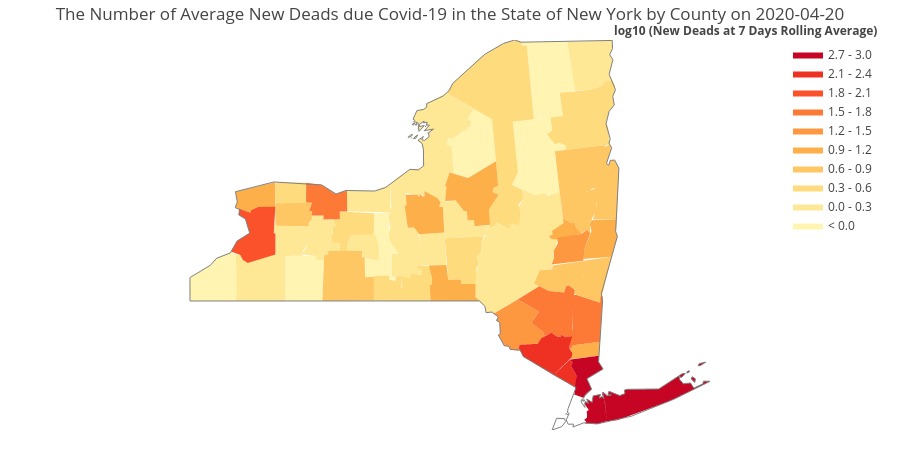 The Number of Average New Deads due Covid-19 in the State of New York by County on 2020-04-20
log10 (New Deads at 7 Days Rolling Average)
2.7 - 3.0
2.1 - 2.4
1.8 - 2.1
1.5 - 1.8
1.2 - 1.5
0.9 - 1.2
0.6 - 0.9
0.3 - 0.6
0.0 - 0.3
< 0.0